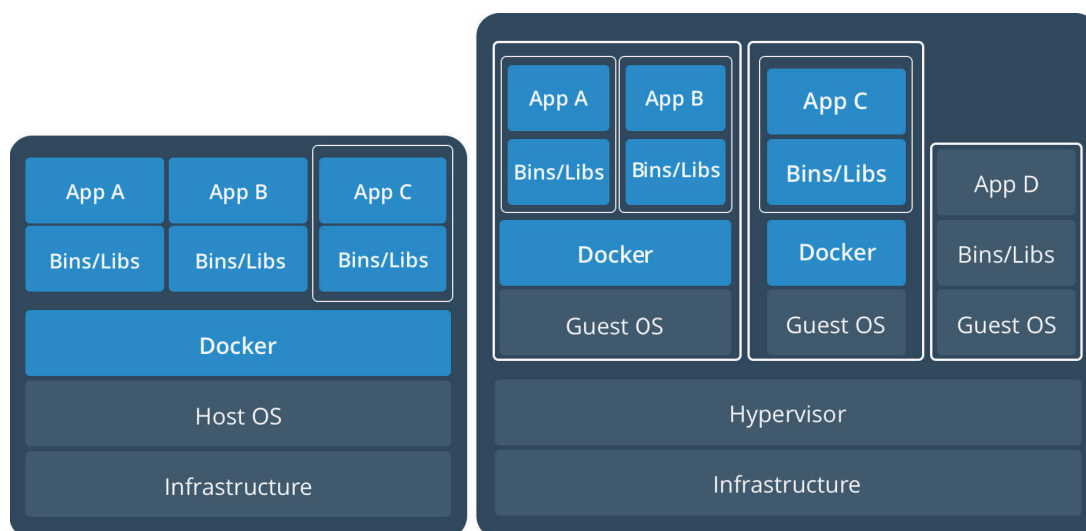 App A
App B
App C
Bins/Libs
Bins/Libs
Bins/Libs
Docker
Host OS
Infrastructure
App A
App B
Bins/Libs
Bins/Libs
Docker
Guest OS
App C
Bins/Libs
Docker
Guest OS
App D
Bins/Libs
Guest OS
Hypervisor
Infrastructure